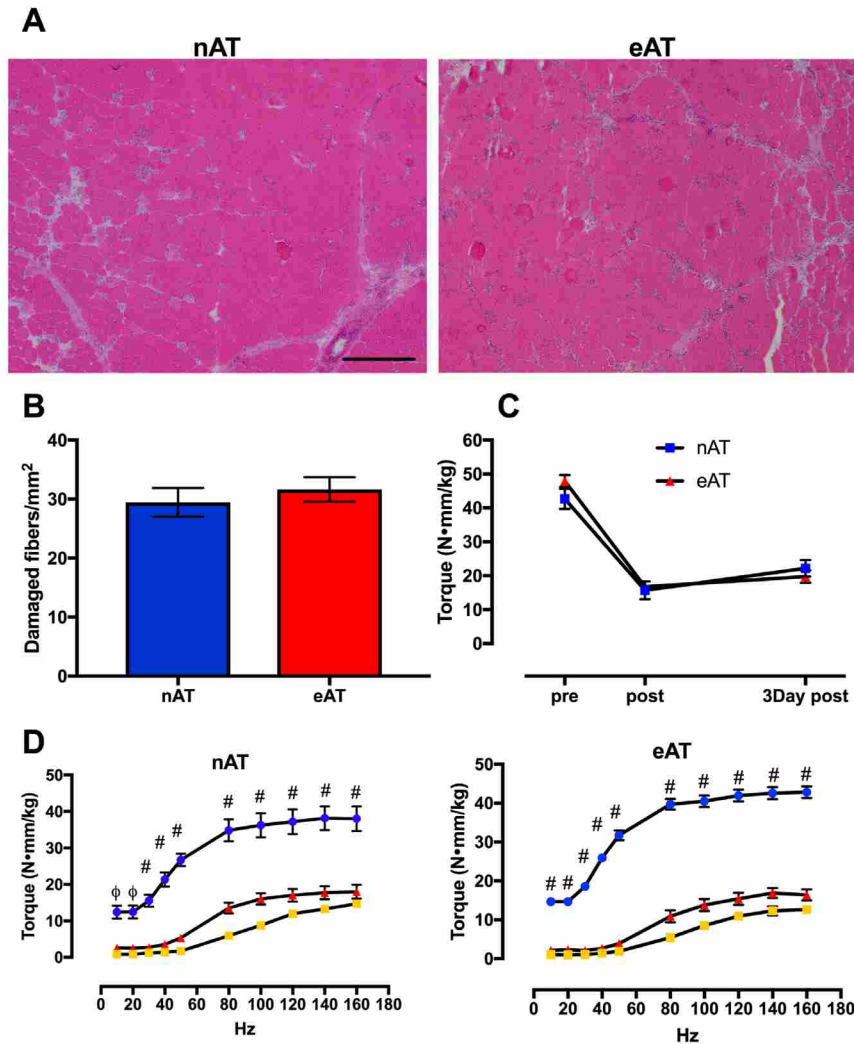 A
nAT
eAT
B
Damaged fibers/mm2
40
30
20
10
0
nAT
eAT
C
Torque (N•mm/kg)
60
50
40
30
20
10
0
nAT
eAT
pre
post
3Day post
D
nAT
Torque (N•mm/kg)
50
40
30
20
10
0
ϕ ϕ # # # # # # # #
0 20 40 60 80 100 120 140 160 180
Hz
eAT
Torque (N•mm/kg)
50
40
30
20
10
0
# # # # # # # # # #
0 20 40 60 80 100 120 140 160 180
Hz